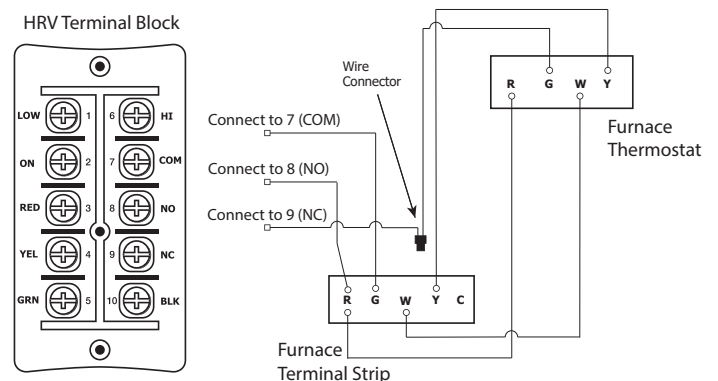 HRV Terminal Block
LOW 1 6 HI
ON 2 7 COM
RED 3 8 NO
YEL 4 9 NC
GRN 5 10 BLK
Wire
Connector
Connect to 7 (COM)
Connect to 8 (NO)
Connect to 9 (NC)
R G W Y
Furnace
Thermostat
R G W Y C
Furnace
Terminal Strip